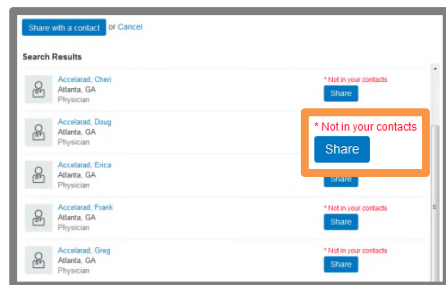 Share with a contact or Cancel
Search Results
Accelarad, Cheri
Atlanta, GA
Physician
* Not in your contacts
Share
Accelarad, Doug
Atlanta, GA
Physician
* Not in your contacts
Share
Accelarad, Erica
Atlanta, GA
Physician
Share
Accelarad, Frank
Atlanta, GA
Physician
* Not in your contacts
Share
Accelarad, Greg
Atlanta, GA
Physician
* Not in your contacts
Share